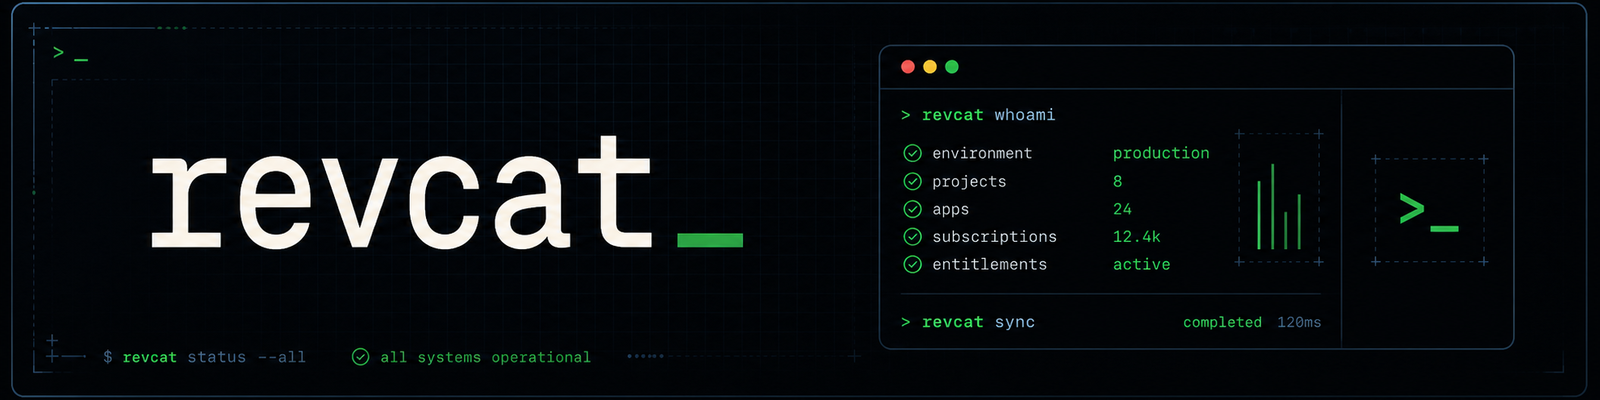 > _
revcat_
$ revcat status --all
all systems operational
> revcat whoami
environment production
projects 8
apps 24
subscriptions 12.4k
entitlements active
> revcat sync completed 120ms
>_